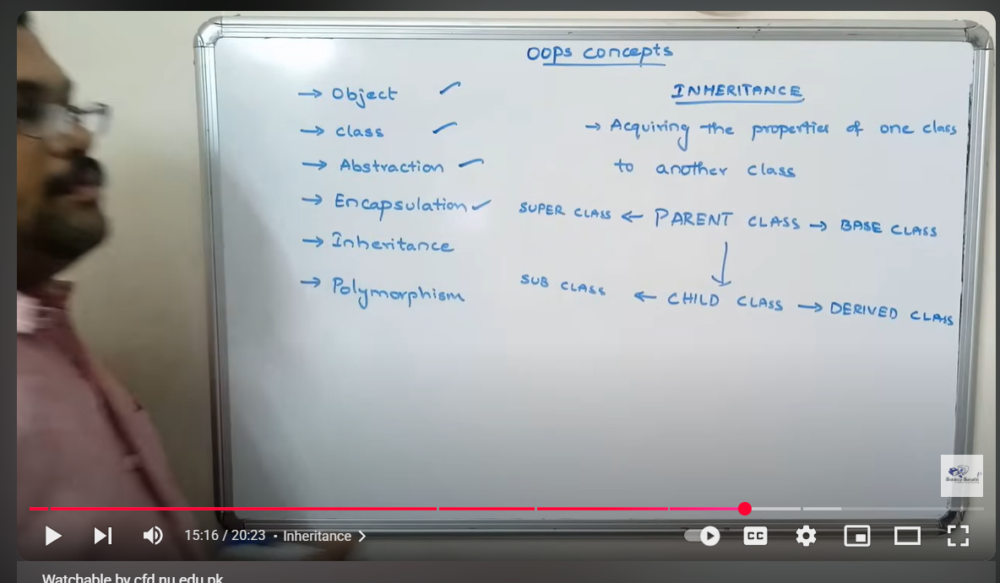 OOPS CONCEPTS
→ Object ✓
→ class ✓
→ Abstraction ✓
→ Encapsulation ✓
→ Inheritance
→ Polymorphism
INHERITANCE
→ Acquiring the properties of one class
to another class
SUPER CLASS ← PARENT CLASS → BASE CLASS
↓
SUB CLASS ← CHILD CLASS → DERIVED CLASS
15:16 / 20:23 • Inheritance >
CC
Watchable by cfd.nu.edu.pk